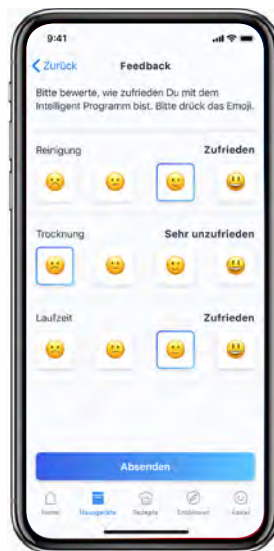 9:41
Zurück
Feedback
Bitte bewerte, wie zufrieden Du mit dem
Intelligent Programm bist. Bitte drück das Emoji.
Reinigung Zufrieden
Trocknung Sehr unzufrieden
Laufzeit Zufrieden
Absenden
Home Hausgeräte Rezepte Entdecken